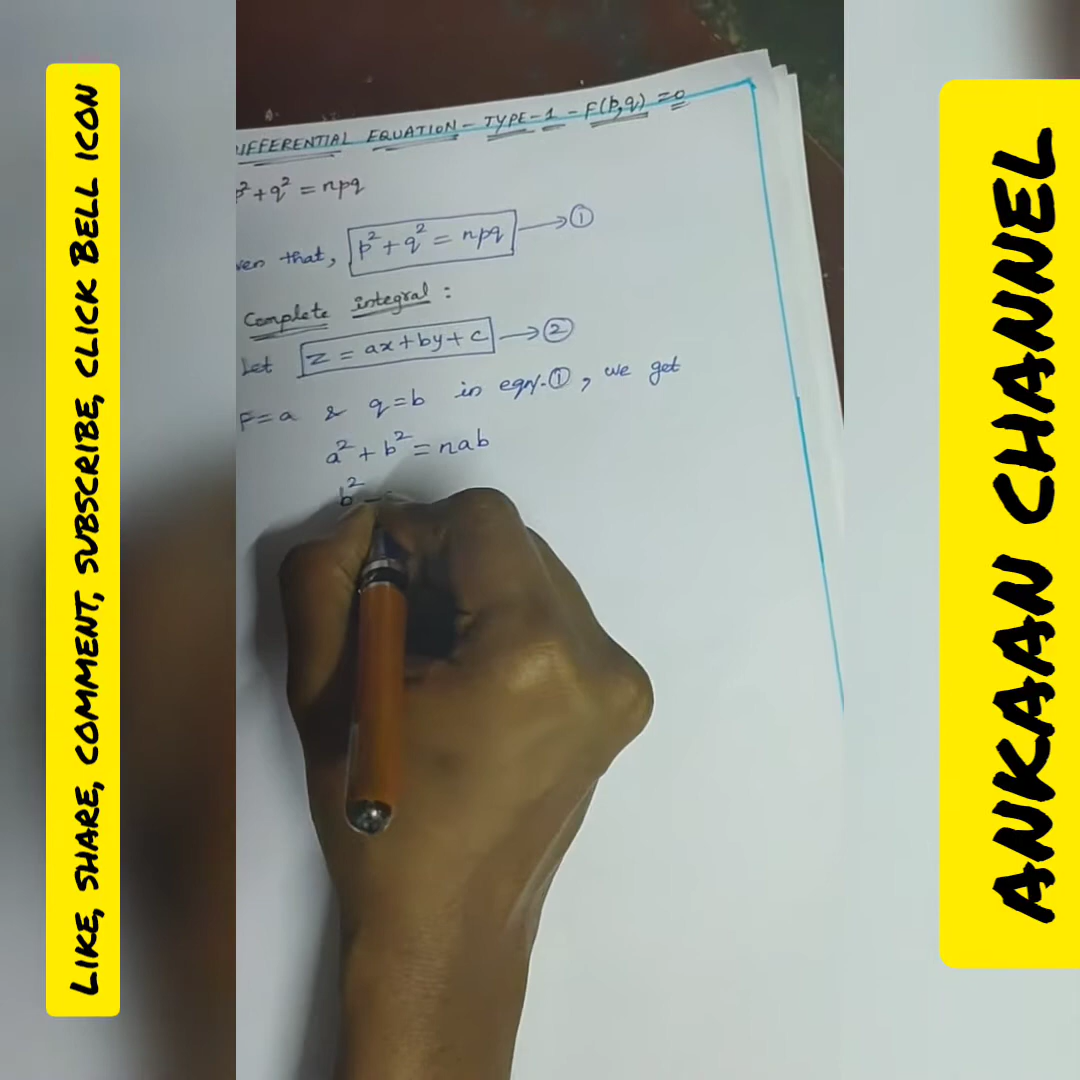 LIKE, SHARE, COMMENT, SUBSCRIBE, CLICK BELL ICON
IFFERENTIAL EQUATION - TYPE-1 - F(p,q) = 0
p² + q² = npq
ven that, p² + q² = npq → ①
Complete integral :
Let z = ax + by + c → ②
P = a & q = b in eqn. ①, we get
a² + b² = nab
b² -
ANKAAN CHANNEL